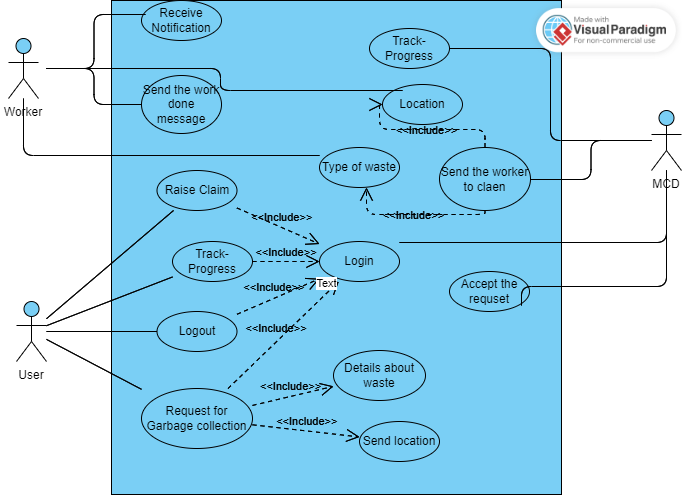 Receive
Notification
Made with
Visual Paradigm
For non-commercial use
Track-
Progress
Worker
Send the work
done
message
Location
<<Include>>
MCD
Type of waste
Send the worker
to claen
Raise Claim
<<Include>>
<<Include>>
Track-
Progress
<<Include>>
Login
Accept the
requset
Text
<<Include>>
User
Logout
<<Include>>
Details about
waste
<<Include>>
Request for
Garbage collection
<<Include>>
Send location